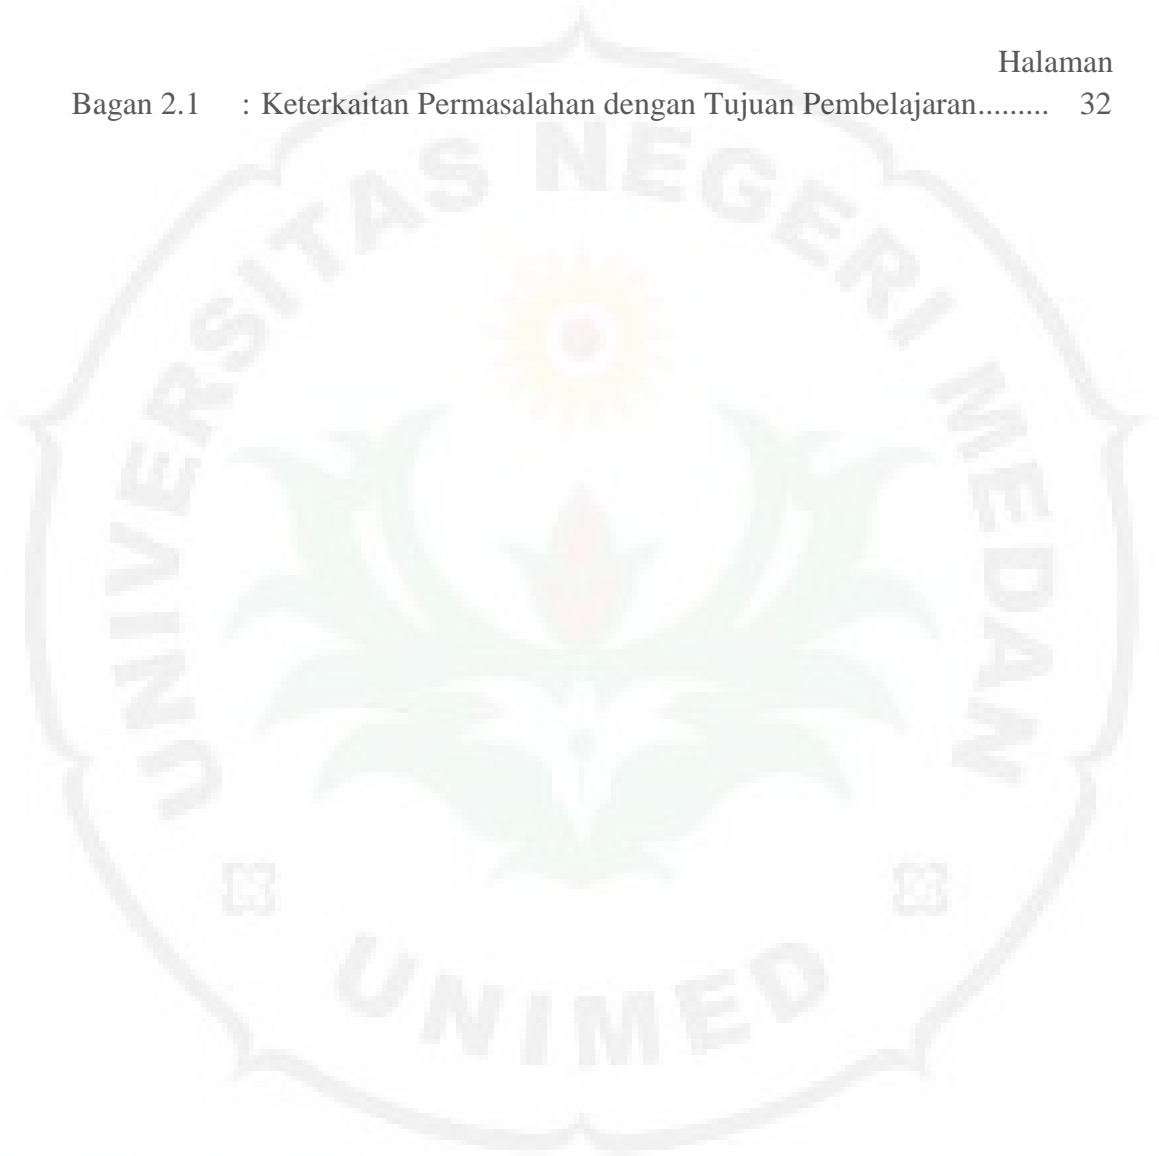 Halaman
Bagan 2.1 : Keterkaitan Permasalahan dengan Tujuan Pembelajaran......... 32
UNIVERSITAS NEGERI MEDAN
UNIMED